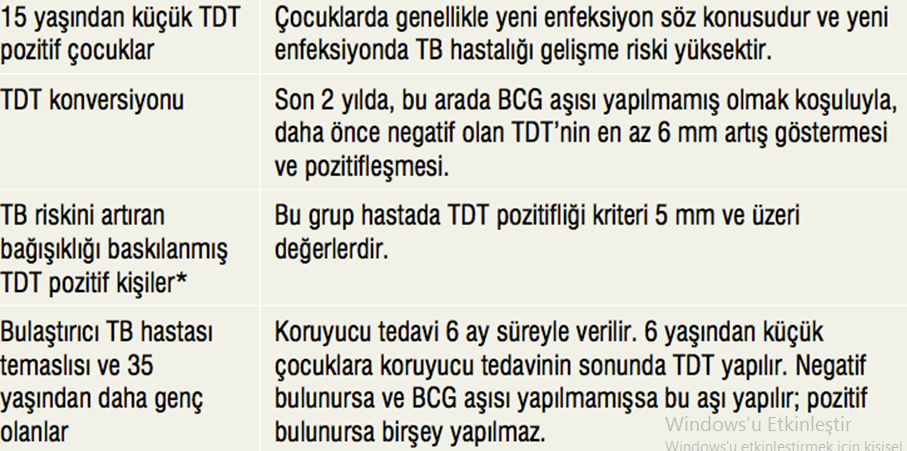 15 yaşından küçük TDT
pozitif çocuklar
Çocuklarda genellikle yeni enfeksiyon söz konusudur ve yeni
enfeksiyonda TB hastalığı gelişme riski yüksektir.
TDT konversiyonu
Son 2 yılda, bu arada BCG aşısı yapılmamış olmak koşuluyla,
daha önce negatif olan TDT’nin en az 6 mm artış göstermesi
ve pozitifleşmesi.
TB riskini artıran
bağışıklığı baskılanmış
TDT pozitif kişiler*
Bu grup hastada TDT pozitifliği kriteri 5 mm ve üzeri
değerlerdir.
Bulaştırıcı TB hastası
temaslısı ve 35
yaşından daha genç
olanlar
Koruyucu tedavi 6 ay süreyle verilir. 6 yaşından küçük
çocuklara koruyucu tedavinin sonunda TDT yapılır. Negatif
bulunursa ve BCG aşısı yapılmamışsa bu aşı yapılır; pozitif
bulunursa birşey yapılmaz.
Windows'u Etkinleştir
Windows'u etkinleştirmek için kişisel